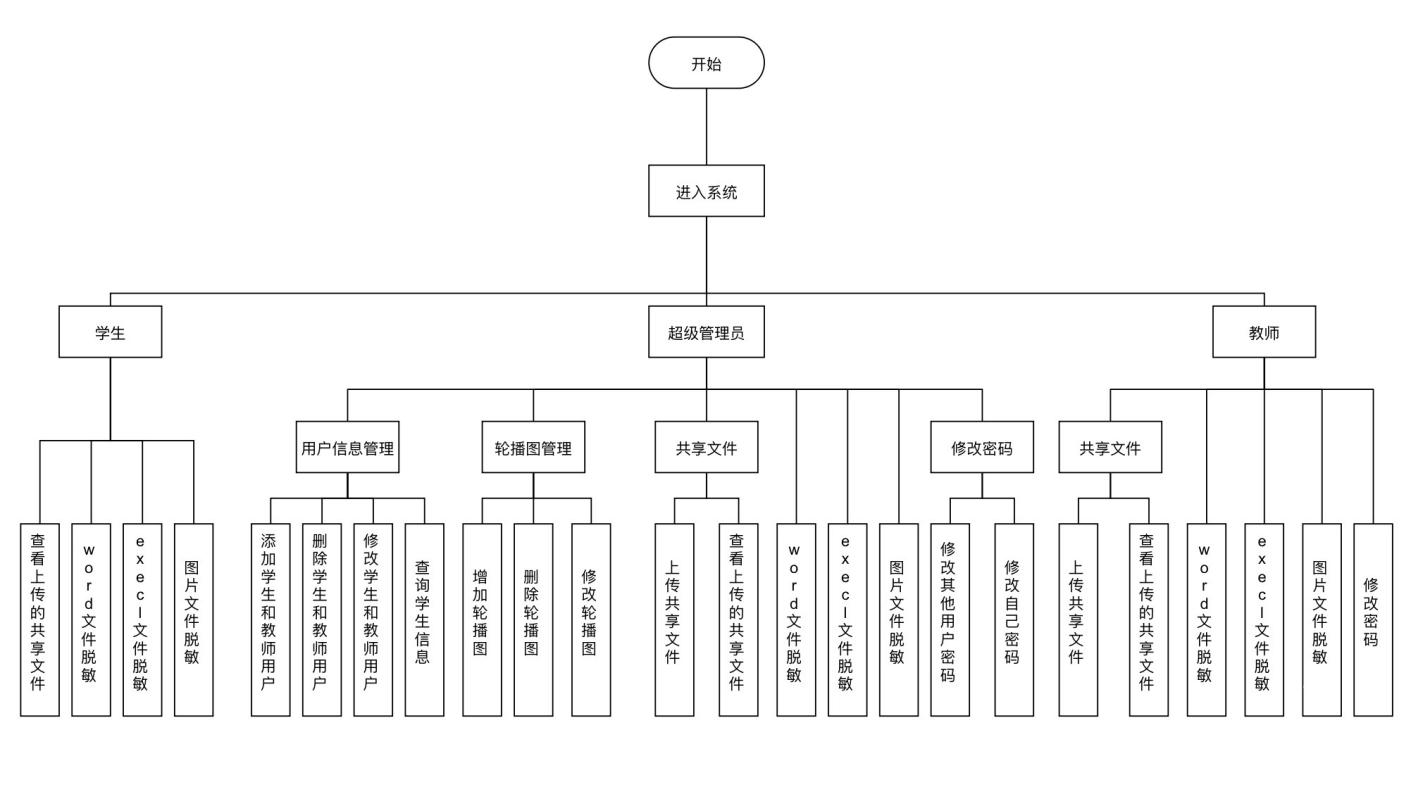 开始
进入系统
学生
超级管理员
教师
用户信息管理
轮播图管理
共享文件
修改密码
共享文件
查看上传的共享文件
word文件脱敏
execl文件脱敏
图片文件脱敏
添加学生和教师用户
删除学生和教师用户
修改学生和教师用户
查询学生信息
增加轮播图
删除轮播图
修改轮播图
上传共享文件
查看上传的共享文件
word文件脱敏
execl文件脱敏
图片文件脱敏
修改其他用户密码
修改自己密码
上传共享文件
查看上传的共享文件
word文件脱敏
execl文件脱敏
图片文件脱敏
修改密码